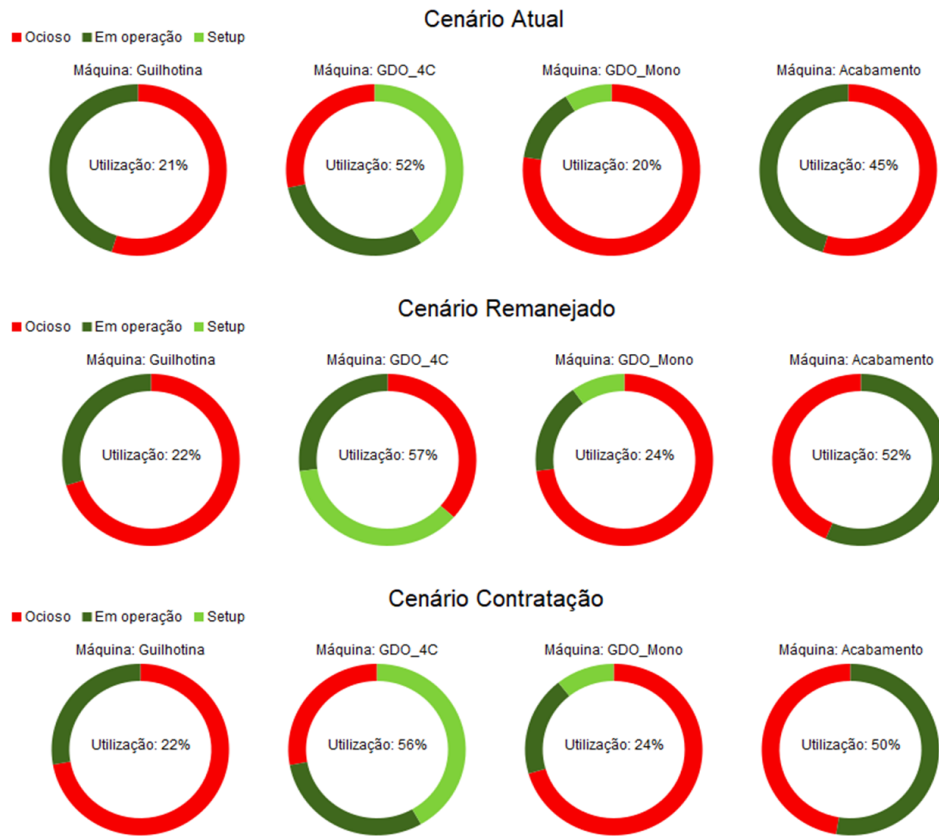 Cenário Atual
Ocioso Em operação Setup
Máquina: Guilhotina Máquina: GDO_4C Máquina: GDO_Mono Máquina: Acabamento
Utilização: 21% Utilização: 52% Utilização: 20% Utilização: 45%
Cenário Remanejado
Ocioso Em operação Setup
Máquina: Guilhotina Máquina: GDO_4C Máquina: GDO_Mono Máquina: Acabamento
Utilização: 22% Utilização: 57% Utilização: 24% Utilização: 52%
Cenário Contratação
Ocioso Em operação Setup
Máquina: Guilhotina Máquina: GDO_4C Máquina: GDO_Mono Máquina: Acabamento
Utilização: 22% Utilização: 56% Utilização: 24% Utilização: 50%